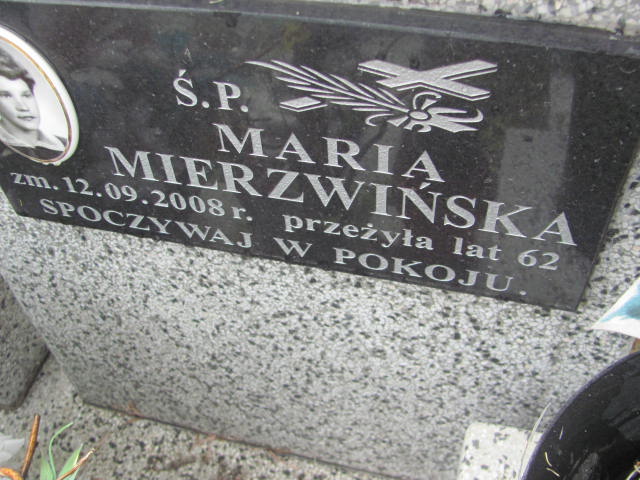 Ś.P.
MARIA
MIERZWIŃSKA
zm. 12.09.2008 r. przeżyła lat 62
SPOCZYWAJ W POKOJU.